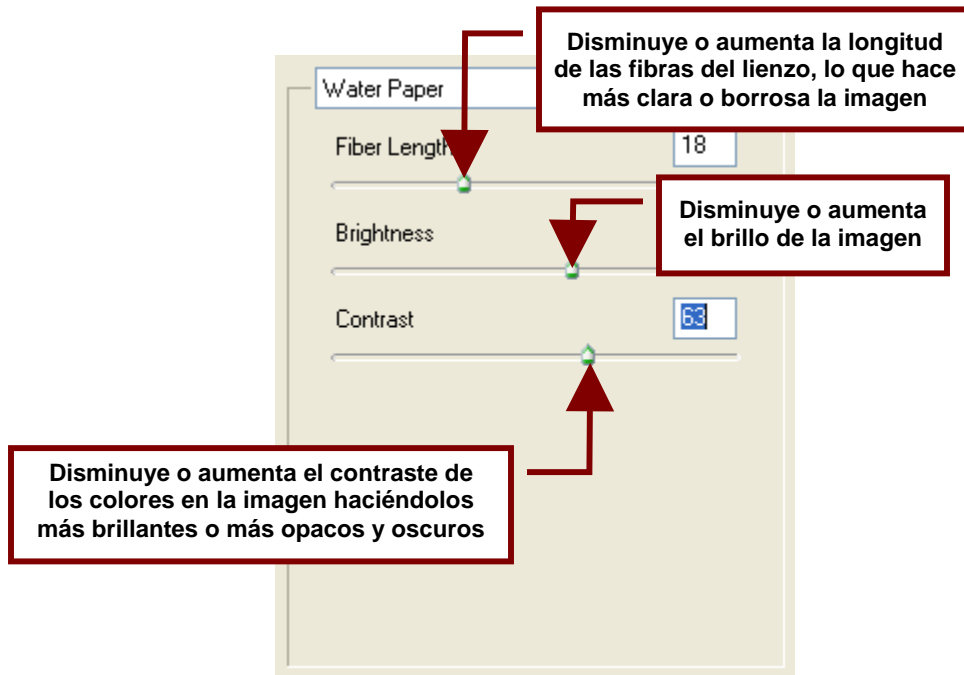 Disminuye o aumenta la longitud
de las fibras del lienzo, lo que hace
más clara o borrosa la imagen
Water Paper
Fiber Length
18
Disminuye o aumenta
el brillo de la imagen
Brightness
Contrast
63
Disminuye o aumenta el contraste de
los colores en la imagen haciéndolos
más brillantes o más opacos y oscuros